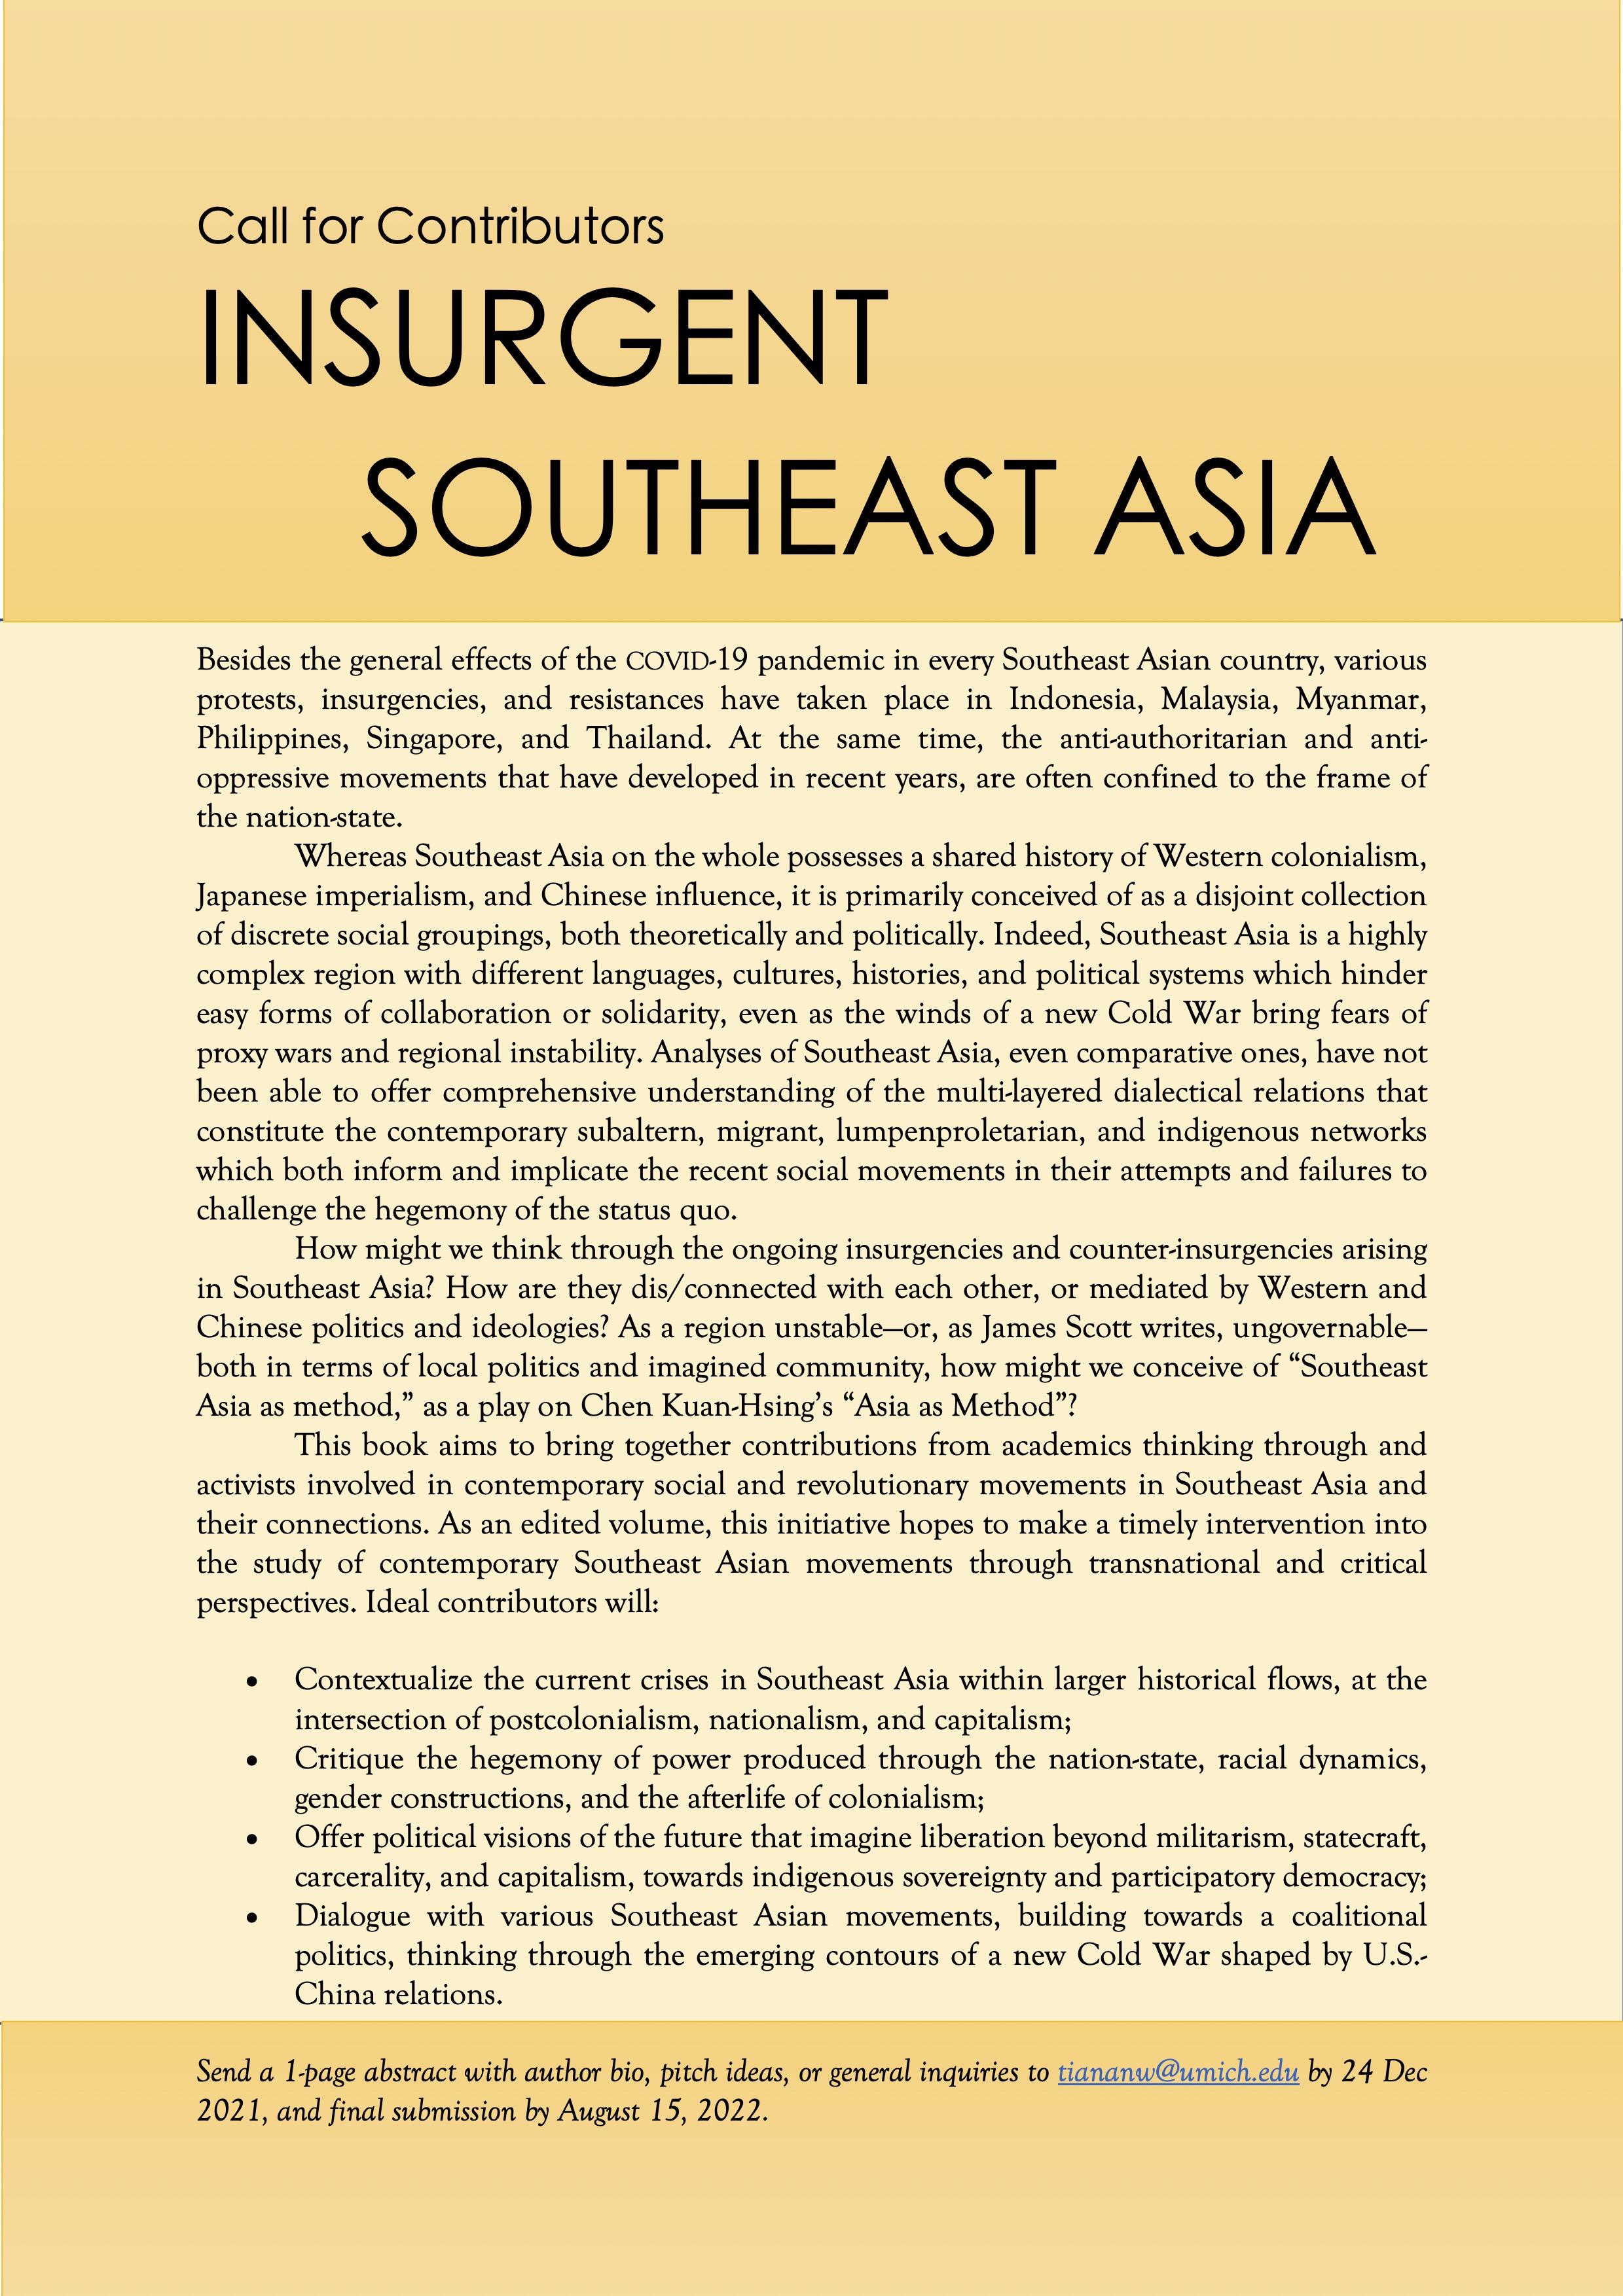 Call for Contributors
INSURGENT
SOUTHEAST ASIA
Besides the general effects of the COVID-19 pandemic in every Southeast Asian country, various
protests, insurgencies, and resistances have taken place in Indonesia, Malaysia, Myanmar,
Philippines, Singapore, and Thailand. At the same time, the anti-authoritarian and anti-
oppressive movements that have developed in recent years, are often confined to the frame of
the nation-state.
Whereas Southeast Asia on the whole possesses a shared history of Western colonialism,
Japanese imperialism, and Chinese influence, it is primarily conceived of as a disjoint collection
of discrete social groupings, both theoretically and politically. Indeed, Southeast Asia is a highly
complex region with different languages, cultures, histories, and political systems which hinder
easy forms of collaboration or solidarity, even as the winds of a new Cold War bring fears of
proxy wars and regional instability. Analyses of Southeast Asia, even comparative ones, have not
been able to offer comprehensive understanding of the multi-layered dialectical relations that
constitute the contemporary subaltern, migrant, lumpenproletarian, and indigenous networks
which both inform and implicate the recent social movements in their attempts and failures to
challenge the hegemony of the status quo.
How might we think through the ongoing insurgencies and counter-insurgencies arising
in Southeast Asia? How are they dis/connected with each other, or mediated by Western and
Chinese politics and ideologies? As a region unstable—or, as James Scott writes, ungovernable—
both in terms of local politics and imagined community, how might we conceive of “Southeast
Asia as method,” as a play on Chen Kuan-Hsing’s “Asia as Method”?
This book aims to bring together contributions from academics thinking through and
activists involved in contemporary social and revolutionary movements in Southeast Asia and
their connections. As an edited volume, this initiative hopes to make a timely intervention into
the study of contemporary Southeast Asian movements through transnational and critical
perspectives. Ideal contributors will:
• Contextualize the current crises in Southeast Asia within larger historical flows, at the
intersection of postcolonialism, nationalism, and capitalism;
• Critique the hegemony of power produced through the nation-state, racial dynamics,
gender constructions, and the afterlife of colonialism;
• Offer political visions of the future that imagine liberation beyond militarism, statecraft,
carcerality, and capitalism, towards indigenous sovereignty and participatory democracy;
• Dialogue with various Southeast Asian movements, building towards a coalitional
politics, thinking through the emerging contours of a new Cold War shaped by U.S.-
China relations.
Send a 1-page abstract with author bio, pitch ideas, or general inquiries to tiananw@umich.edu by 24 Dec
2021, and final submission by August 15, 2022.